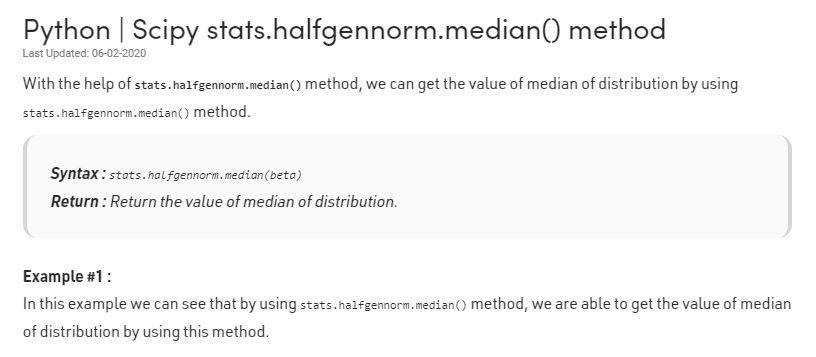 Python | Scipy stats.halfgennorm.median() method
Last Updated: 06-02-2020
With the help of stats.halfgennorm.median() method, we can get the value of median of distribution by using
stats.halfgennorm.median() method.
Syntax : stats.halfgennorm.median(beta)
Return : Return the value of median of distribution.
Example #1 :
In this example we can see that by using stats.halfgennorm.median() method, we are able to get the value of median
of distribution by using this method.